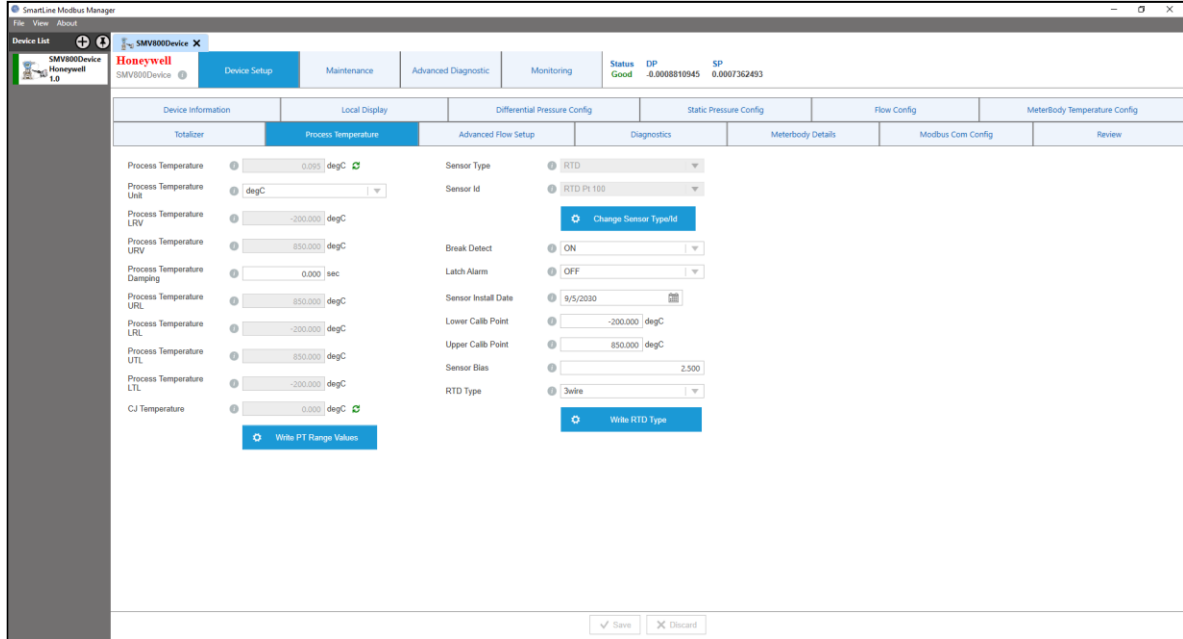 SmartLine Modbus Manager
File View About
Device List
SMV800Device
Honeywell
1.0
SMV800Device
Honeywell
SMV800Device
Device Setup
Maintenance
Advanced Diagnostic
Monitoring
Status DP SP
Good -0.0008810945 0.0007362493
Device Information
Local Display
Differential Pressure Config
Static Pressure Config
Flow Config
MeterBody Temperature Config
Totalizer
Process Temperature
Advanced Flow Setup
Diagnostics
Meterbody Details
Modbus Com Config
Review
Process Temperature 0.095 degC
Process Temperature
Unit
degC
Process Temperature
LRV
-200.000 degC
Process Temperature
URV
850.000 degC
Process Temperature
Damping
0.000 sec
Process Temperature
URL
850.000 degC
Process Temperature
LRL
-200.000 degC
Process Temperature
UTL
850.000 degC
Process Temperature
LTL
-200.000 degC
CJ Temperature 0.000 degC
Write PT Range Values
Sensor Type RTD
Sensor Id RTD Pt 100
Change Sensor Type/Id
Break Detect ON
Latch Alarm OFF
Sensor Install Date 9/5/2030
Lower Calib Point -200.000 degC
Upper Calib Point 850.000 degC
Sensor Bias 2.500
RTD Type 3wire
Write RTD Type
Save
Discard